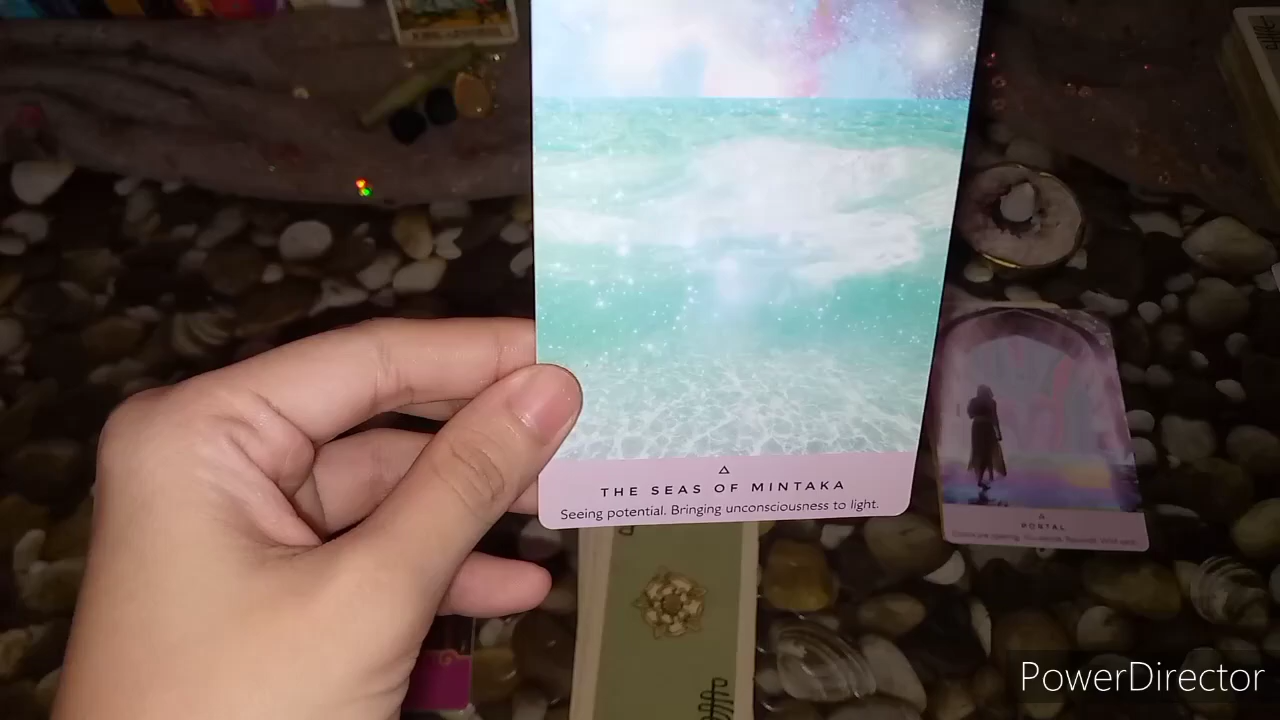 THE SEAS OF MINTAKA
Seeing potential. Bringing unconsciousness to light.
PORTAL
PowerDirector